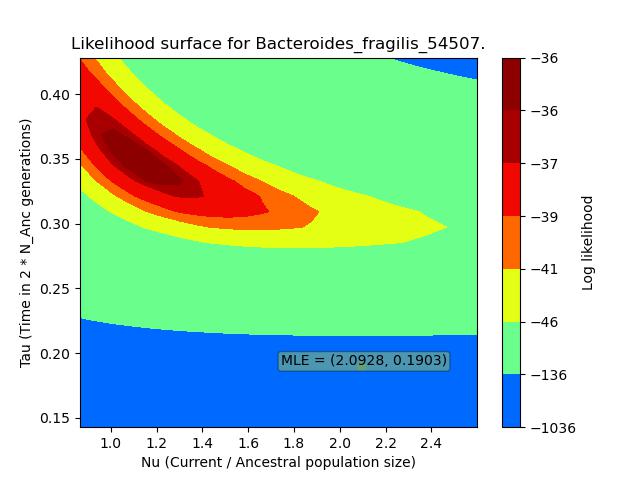 Likelihood surface for Bacteroides_fragilis_54507.
Tau (Time in 2 * N_Anc generations)
0.40
0.35
0.30
0.25
0.20
0.15
MLE = (2.0928, 0.1903)
1.0 1.2 1.4 1.6 1.8 2.0 2.2 2.4
Nu (Current / Ancestral population size)
−36
−36
−37
−39
−41
−46
−136
−1036
Log likelihood